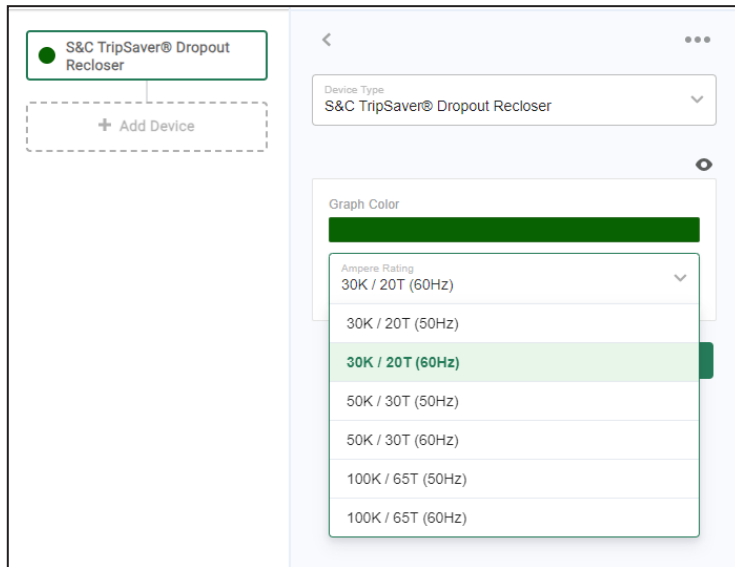 S&C TripSaver® Dropout
Recloser
+ Add Device
Device Type
S&C TripSaver® Dropout Recloser
Graph Color
Ampere Rating
30K / 20T (60Hz)
30K / 20T (50Hz)
30K / 20T (60Hz)
50K / 30T (50Hz)
50K / 30T (60Hz)
100K / 65T (50Hz)
100K / 65T (60Hz)